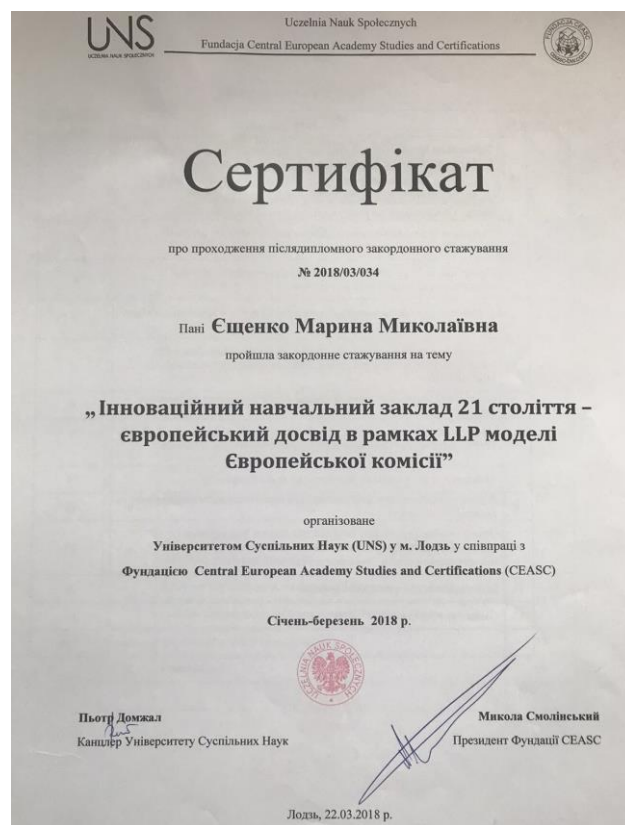 UNS
UCZELNIA NAUK SPOŁECZNYCH
Uczelnia Nauk Społecznych
Fundacja Central European Academy Studies and Certifications
FUNDACJA CEASC
Сертифікат
про проходження післядипломного закордонного стажування
№ 2018/03/034
Пані Єщенко Марина Миколаївна
пройшла закордонне стажування на тему
„Інноваційний навчальний заклад 21 століття –
європейський досвід в рамках LLP моделі
Європейської комісії”
організоване
Університетом Суспільних Наук (UNS) у м. Лодзь у співпраці з
Фундацією Central European Academy Studies and Certifications (CEASC)
Січень-березень 2018 р.
UCZELNIA NAUK SPOŁECZNYCH
Пьотр Домжал
Канцлер Університету Суспільних Наук
Микола Смолінський
Президент Фундації CEASC
Лодзь, 22.03.2018 р.